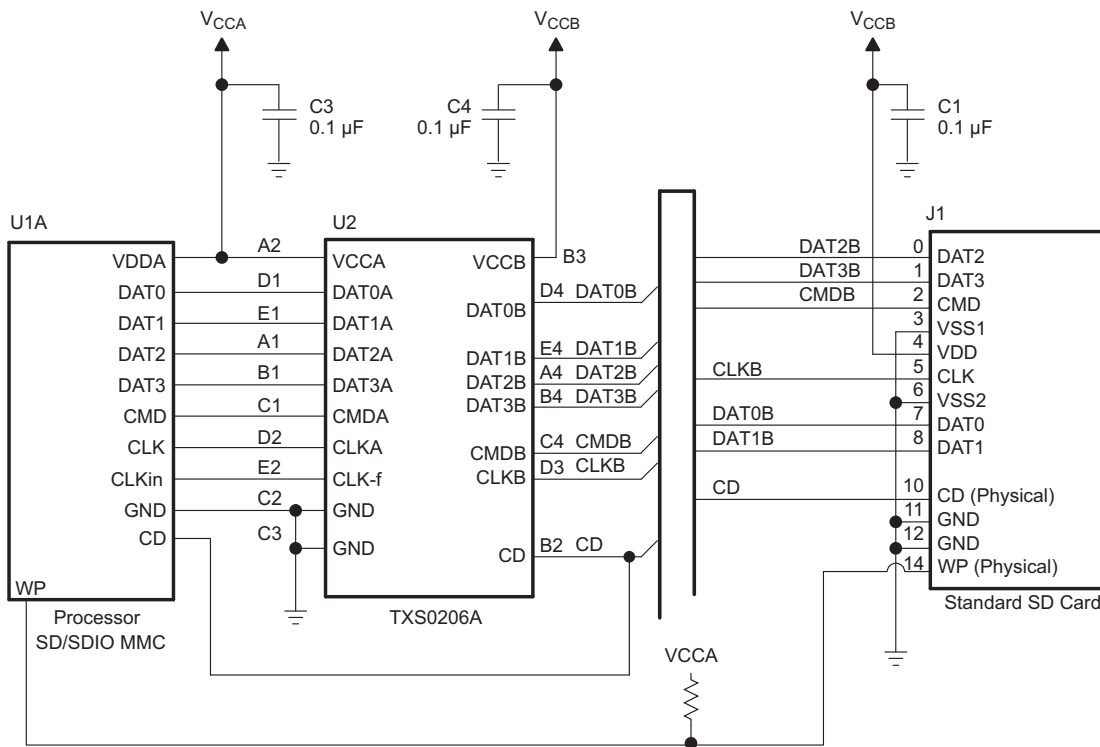 VCCA
VCCB
VCCB
C3
0.1 µF
C4
0.1 µF
C1
0.1 µF
U1A
U2
J1
VDDA
A2
VCCA
VCCB
B3
DAT0
D1
DAT0A
DAT0B
D4 DAT0B
DAT1
E1
DAT1A
DAT1B
E4 DAT1B
DAT2
A1
DAT2A
DAT2B
A4 DAT2B
DAT3
B1
DAT3A
DAT3B
B4 DAT3B
CMD
C1
CMDA
CMDB
C4 CMDB
CLK
D2
CLKA
CLKB
D3 CLKB
CLKin
E2
CLK-f
GND
C2
GND
C3
GND
CD
CD
B2 CD
WP
Processor
SD/SDIO MMC
TXS0206A
DAT2B
0
DAT2
DAT3B
1
DAT3
CMDB
2
CMD
3
VSS1
4
VDD
CLKB
5
CLK
6
VSS2
DAT0B
7
DAT0
DAT1B
8
DAT1
CD
10
CD (Physical)
11
GND
12
GND
14
WP (Physical)
Standard SD Card
VCCA